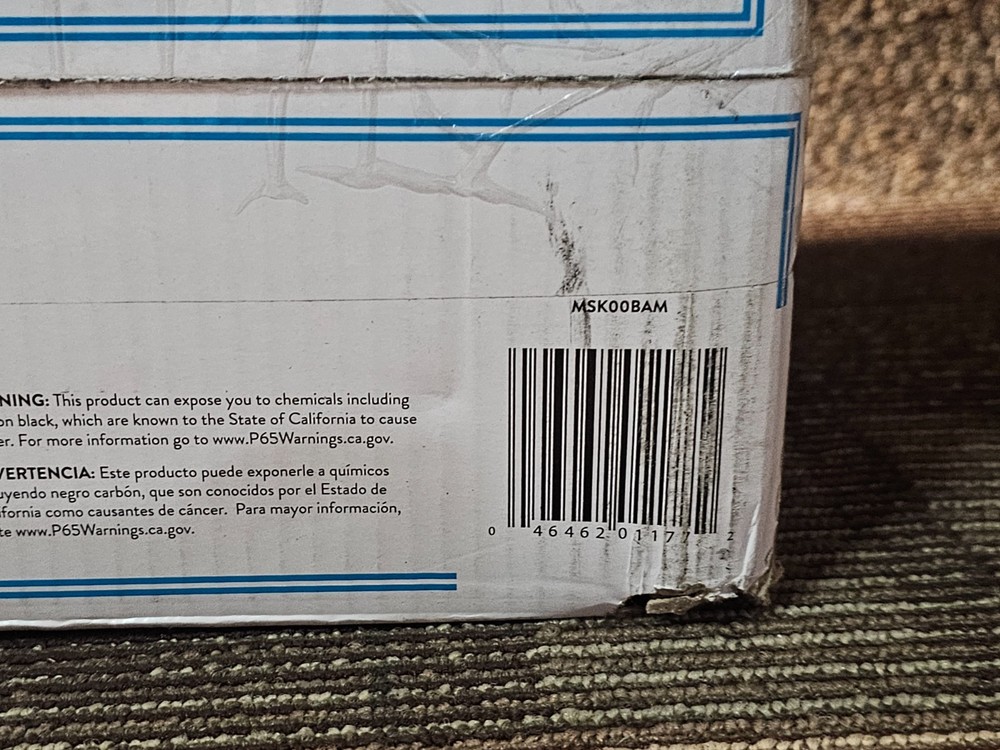 MSK00BAM
NING: This product can expose you to chemicals including
on black, which are known to the State of California to cause
er. For more information go to www.P65Warnings.ca.gov.
VERTENCIA: Este producto puede exponerle a químicos
uyendo negro carbón, que son conocidos por el Estado de
ifornia como causantes de cáncer. Para mayor información,
te www.P65Warnings.ca.gov.
0 46462 01177 2